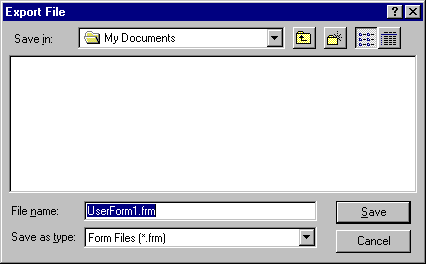 Export File
Save in: My Documents
File name: UserForm1.frm Save
Save as type: Form Files (*.frm) Cancel